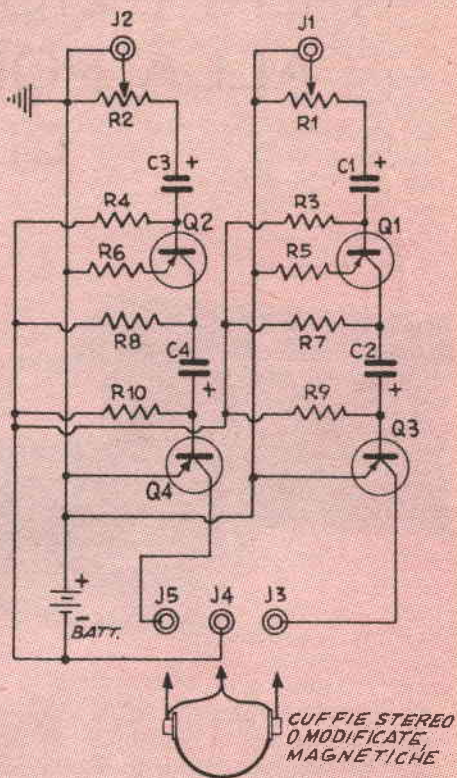 J2
J1
R2
R1
C3 +
C1 +
R4
R3
Q2
Q1
R6
R5
R8
R7
C4
C2
+
+
R10
R9
Q4
Q3
+
-
BATT.
J5
J4
J3
CUFFIE STEREO
O MODIFICATE,
MAGNETICHE